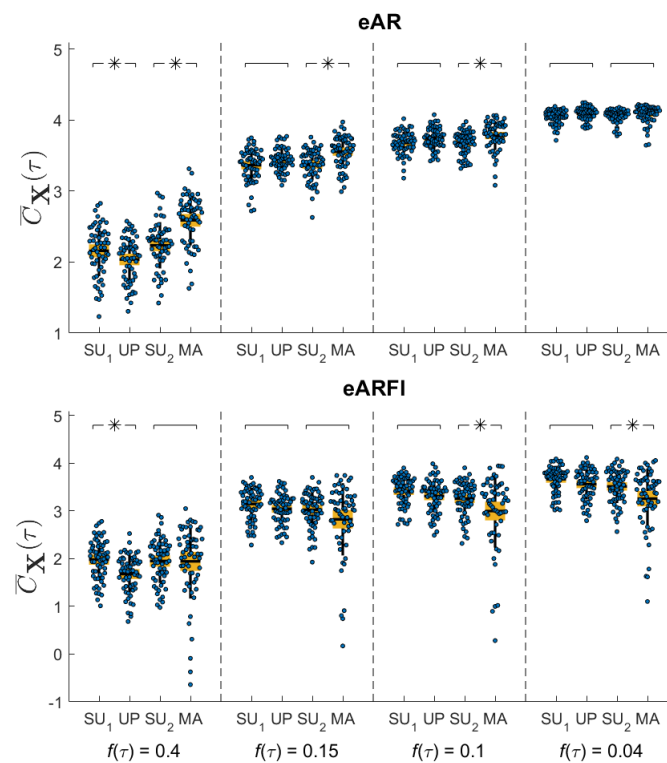 eAR
5
4
3
2
1
C̅_X(τ)
* * * *
SU₁ UP SU₂ MA SU₁ UP SU₂ MA SU₁ UP SU₂ MA SU₁ UP SU₂ MA
eARFI
5
4
3
2
1
0
-1
C̅_X(τ)
* * *
SU₁ UP SU₂ MA SU₁ UP SU₂ MA SU₁ UP SU₂ MA SU₁ UP SU₂ MA
f(τ) = 0.4 f(τ) = 0.15 f(τ) = 0.1 f(τ) = 0.04